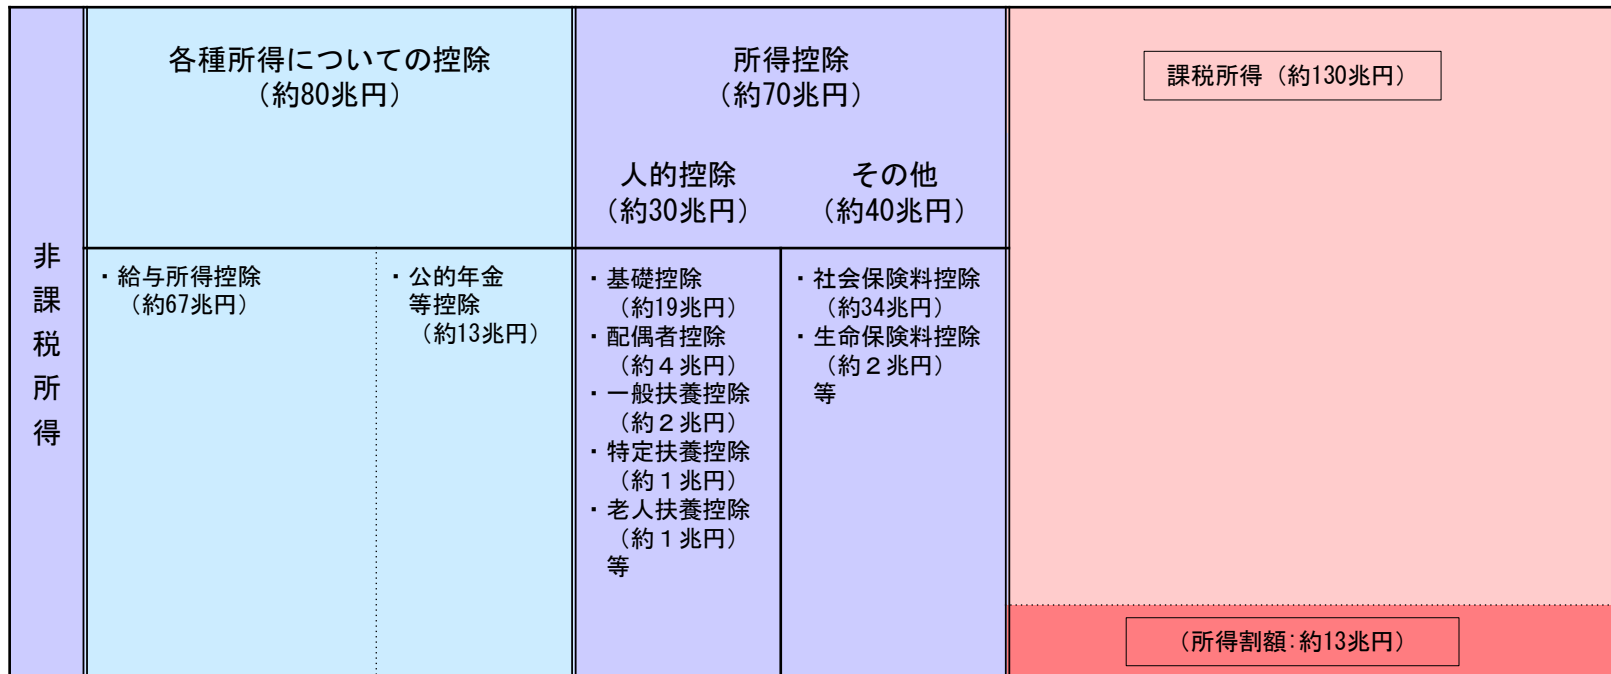 非課税所得
各種所得についての控除
（約80兆円）
・給与所得控除
（約67兆円）
・公的年金
等控除
（約13兆円）
所得控除
（約70兆円）
人的控除
（約30兆円）
・基礎控除
（約19兆円）
・配偶者控除
（約４兆円）
・一般扶養控除
（約２兆円）
・特定扶養控除
（約１兆円）
・老人扶養控除
（約１兆円）
等
その他
（約40兆円）
・社会保険料控除
（約34兆円）
・生命保険料控除
（約２兆円）
等
課税所得（約130兆円）
（所得割額:約13兆円）